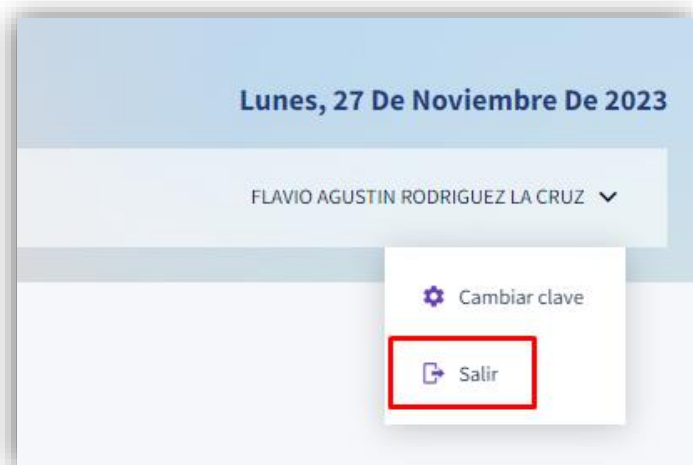 Lunes, 27 De Noviembre De 2023
FLAVIO AGUSTIN RODRIGUEZ LA CRUZ
Cambiar clave
Salir